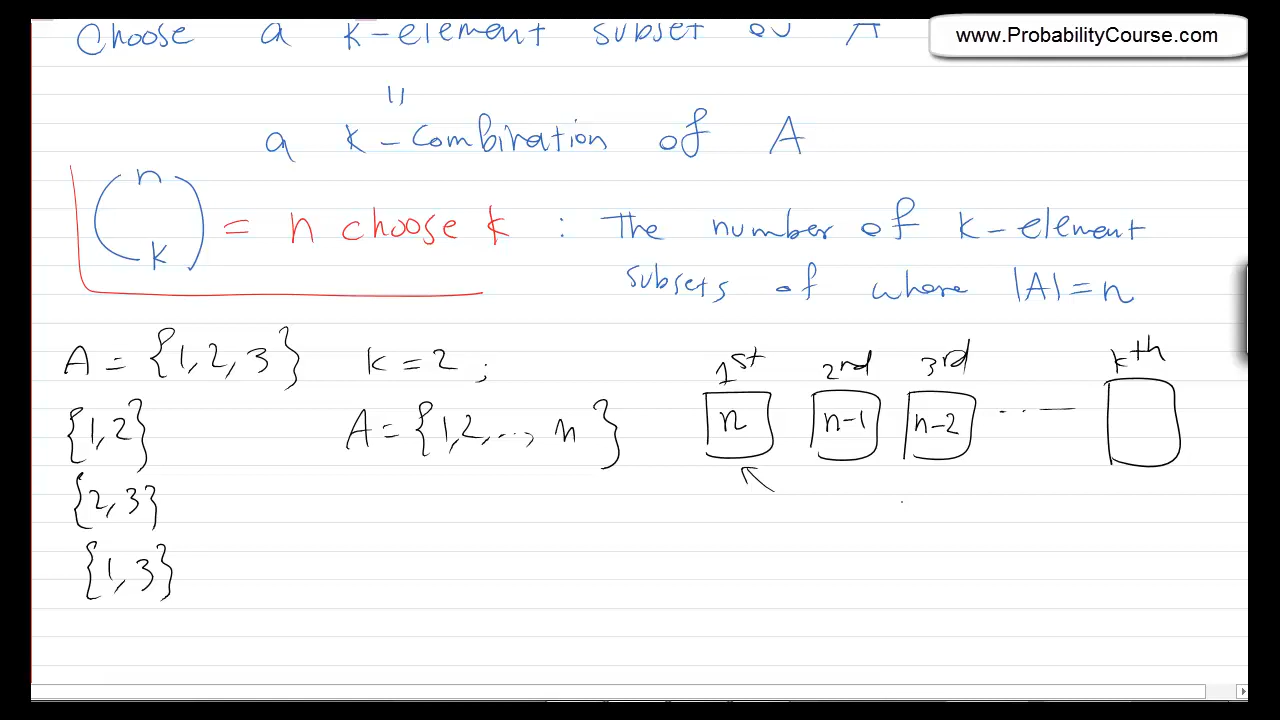 Choose a k-element subset of A
www.ProbabilityCourse.com
"
a k-combination of A
(n k) = n choose k : The number of k-element
subsets of where |A|=n
A = {1,2,3} k=2 ;
{1,2}
{2,3}
{1,3}
A={1,2,..., n}
1st 2nd 3rd kth
n n-1 n-2 ...